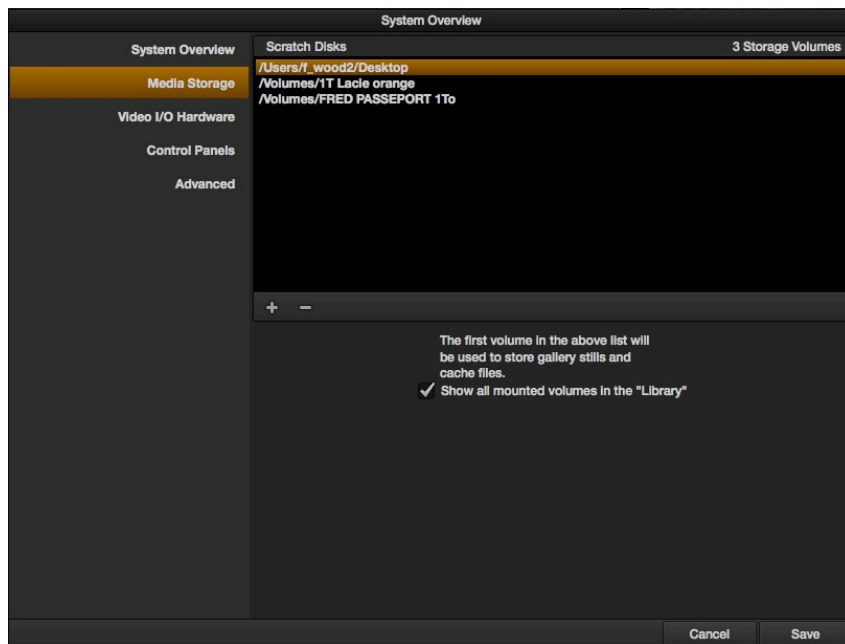 System Overview
System Overview
Media Storage
Video I/O Hardware
Control Panels
Advanced
Scratch Disks 3 Storage Volumes
/Users/f_wood2/Desktop
/Volumes/1T Lacie orange
/Volumes/FRED PASSEPORT 1To
+ −
The first volume in the above list will
be used to store gallery stills and
cache files.
Show all mounted volumes in the "Library"
Cancel Save